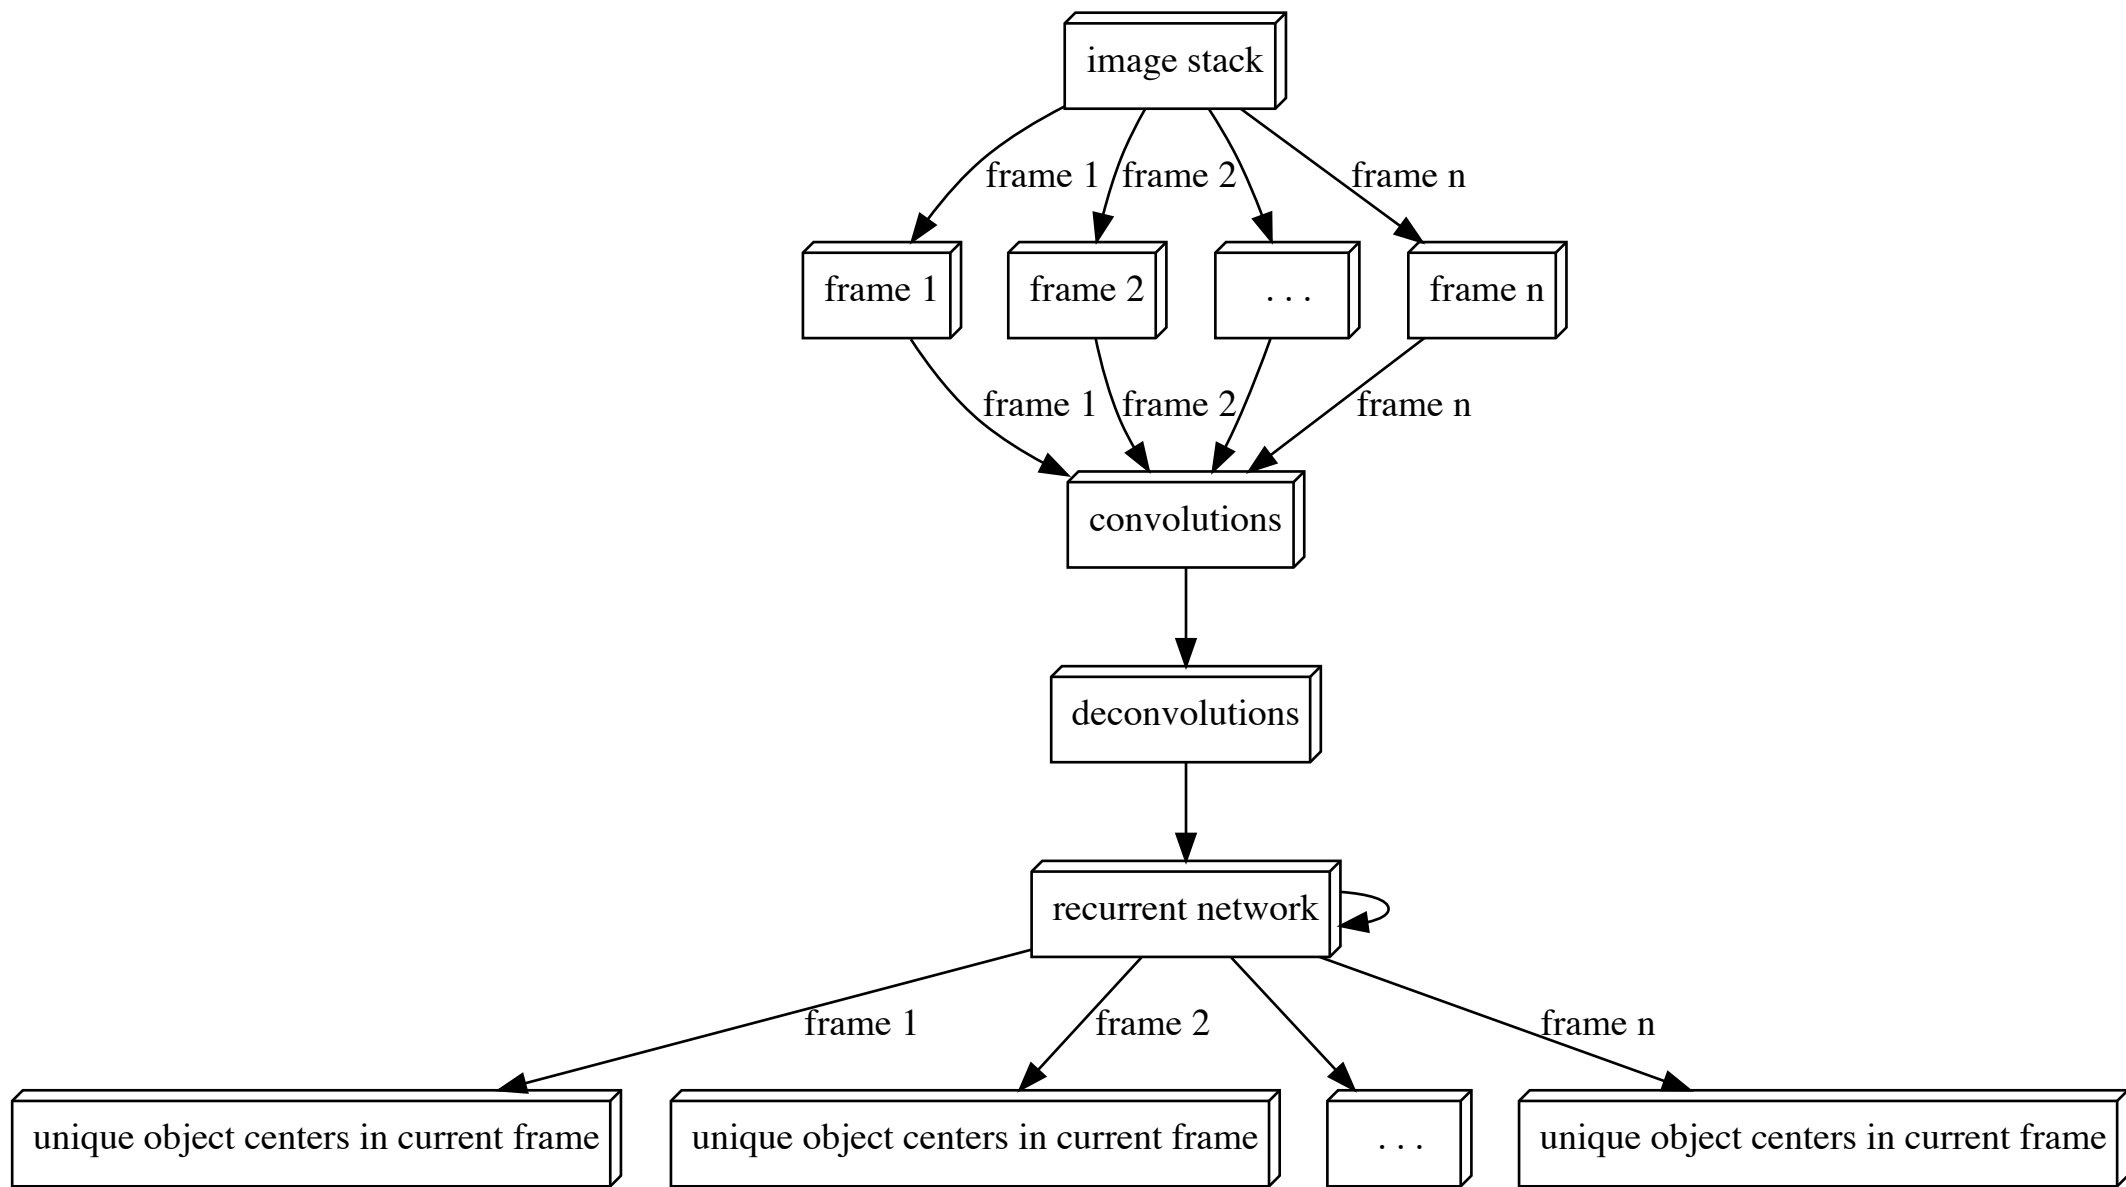 image stack
frame 1
frame 2
frame n
frame 1
frame 2
. . .
frame n
frame 1
frame 2
frame n
convolutions
deconvolutions
recurrent network
frame 1
frame 2
frame n
unique object centers in current frame
unique object centers in current frame
. . .
unique object centers in current frame